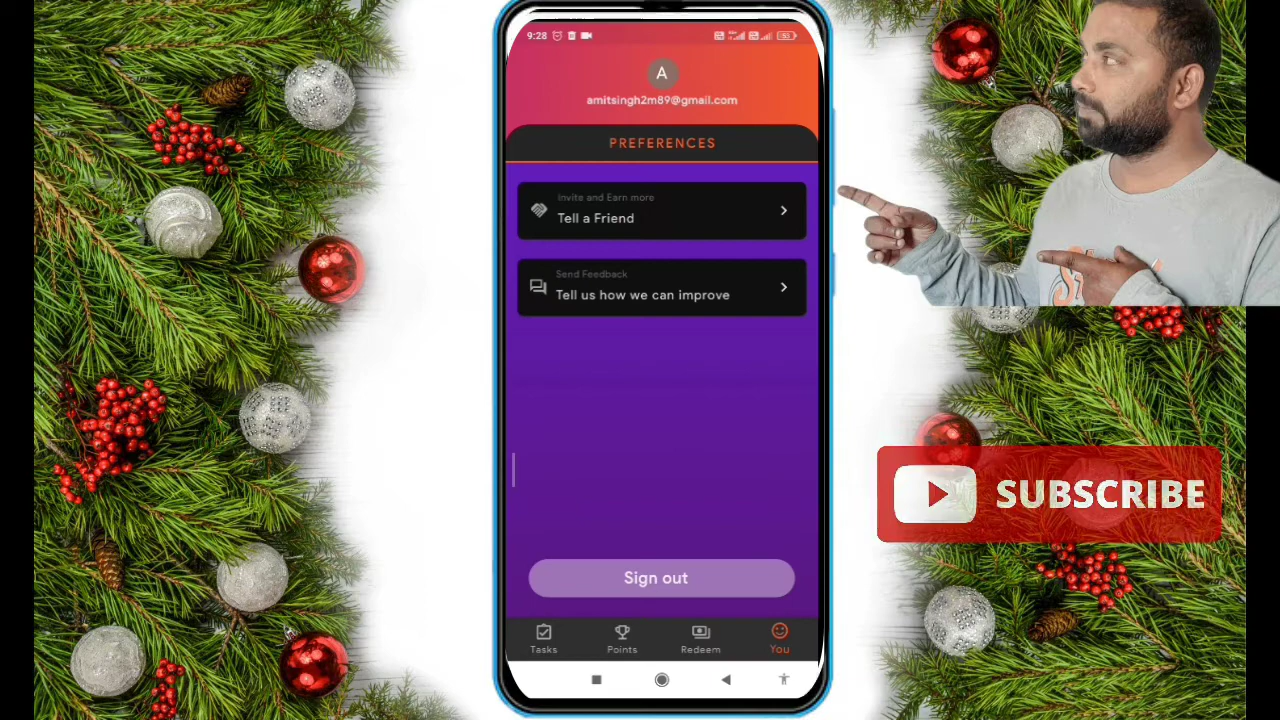 9:28
53
A
amitsingh2m89@gmail.com
PREFERENCES
Invite and Earn more
Tell a Friend
Send Feedback
Tell us how we can improve
SUBSCRIBE
Sign out
Tasks
Points
Redeem
You